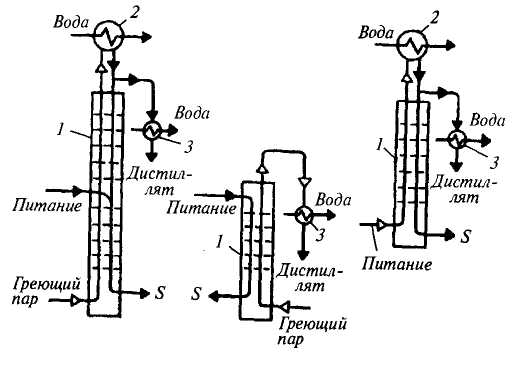 Вода
2
1
Вода
3
Дистил-
лят
Питание
Греющий
пар
S
Питание
1
Вода
3
Дистил-
лят
S
Греющий
пар
Вода
2
1
Вода
3
Дистил-
лят
S
Питание